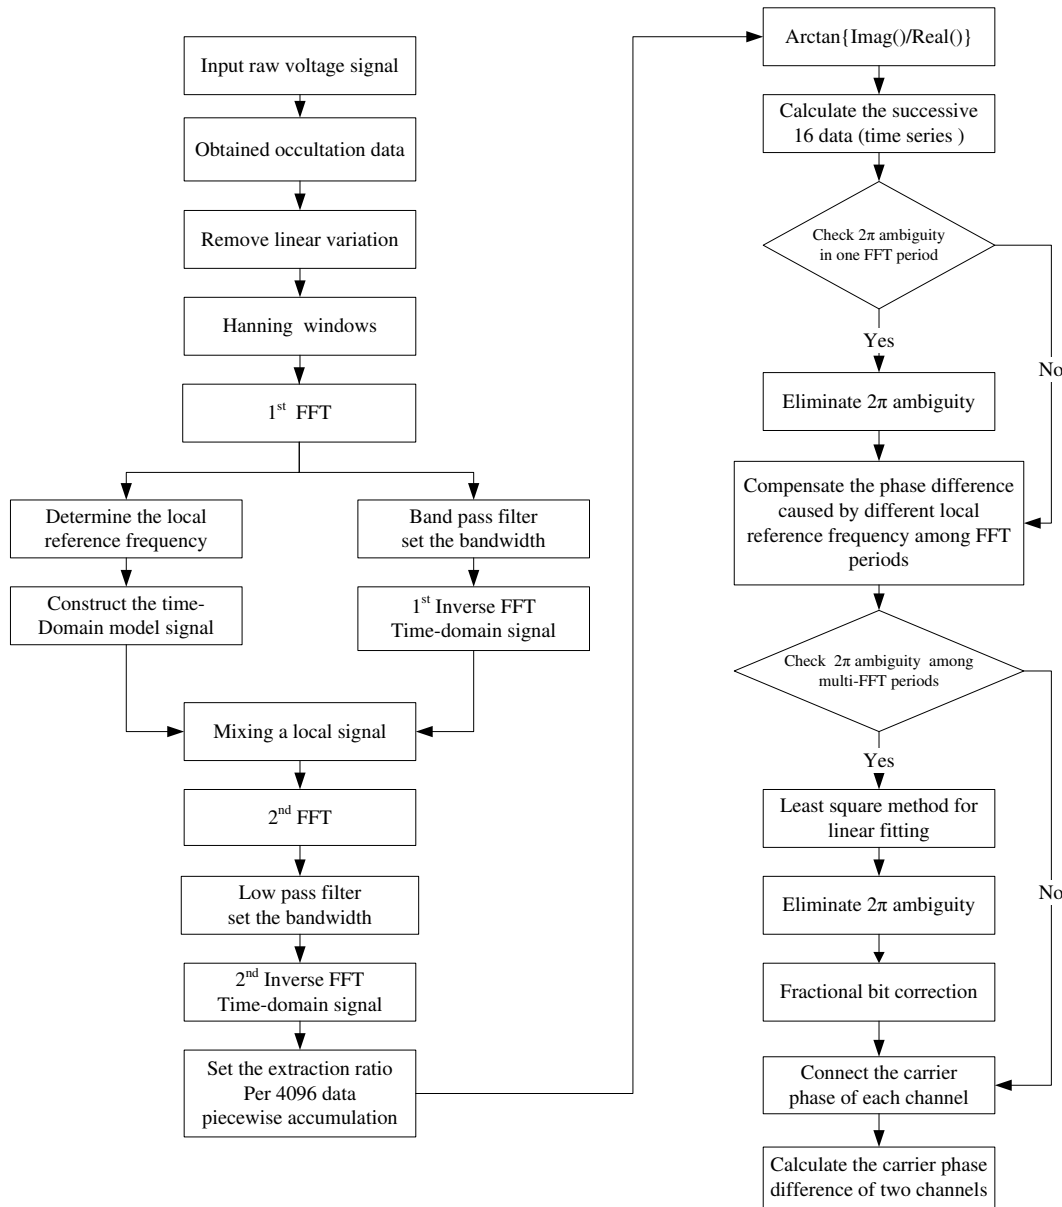 Input raw voltage signal
Obtained occultation data
Remove linear variation
Hanning windows
1st FFT
Determine the local
reference frequency
Band pass filter
set the bandwidth
Construct the time-
Domain model signal
1st Inverse FFT
Time-domain signal
Mixing a local signal
2nd FFT
Low pass filter
set the bandwidth
2nd Inverse FFT
Time-domain signal
Set the extraction ratio
Per 4096 data
piecewise accumulation
Arctan{Imag()/Real()}
Calculate the successive
16 data (time series )
Check 2π ambiguity
in one FFT period
Yes
No
Eliminate 2π ambiguity
Compensate the phase difference
caused by different local
reference frequency among FFT
periods
Check 2π ambiguity among
multi-FFT periods
Yes
No
Least square method for
linear fitting
Eliminate 2π ambiguity
Fractional bit correction
Connect the carrier
phase of each channel
Calculate the carrier phase
difference of two channels